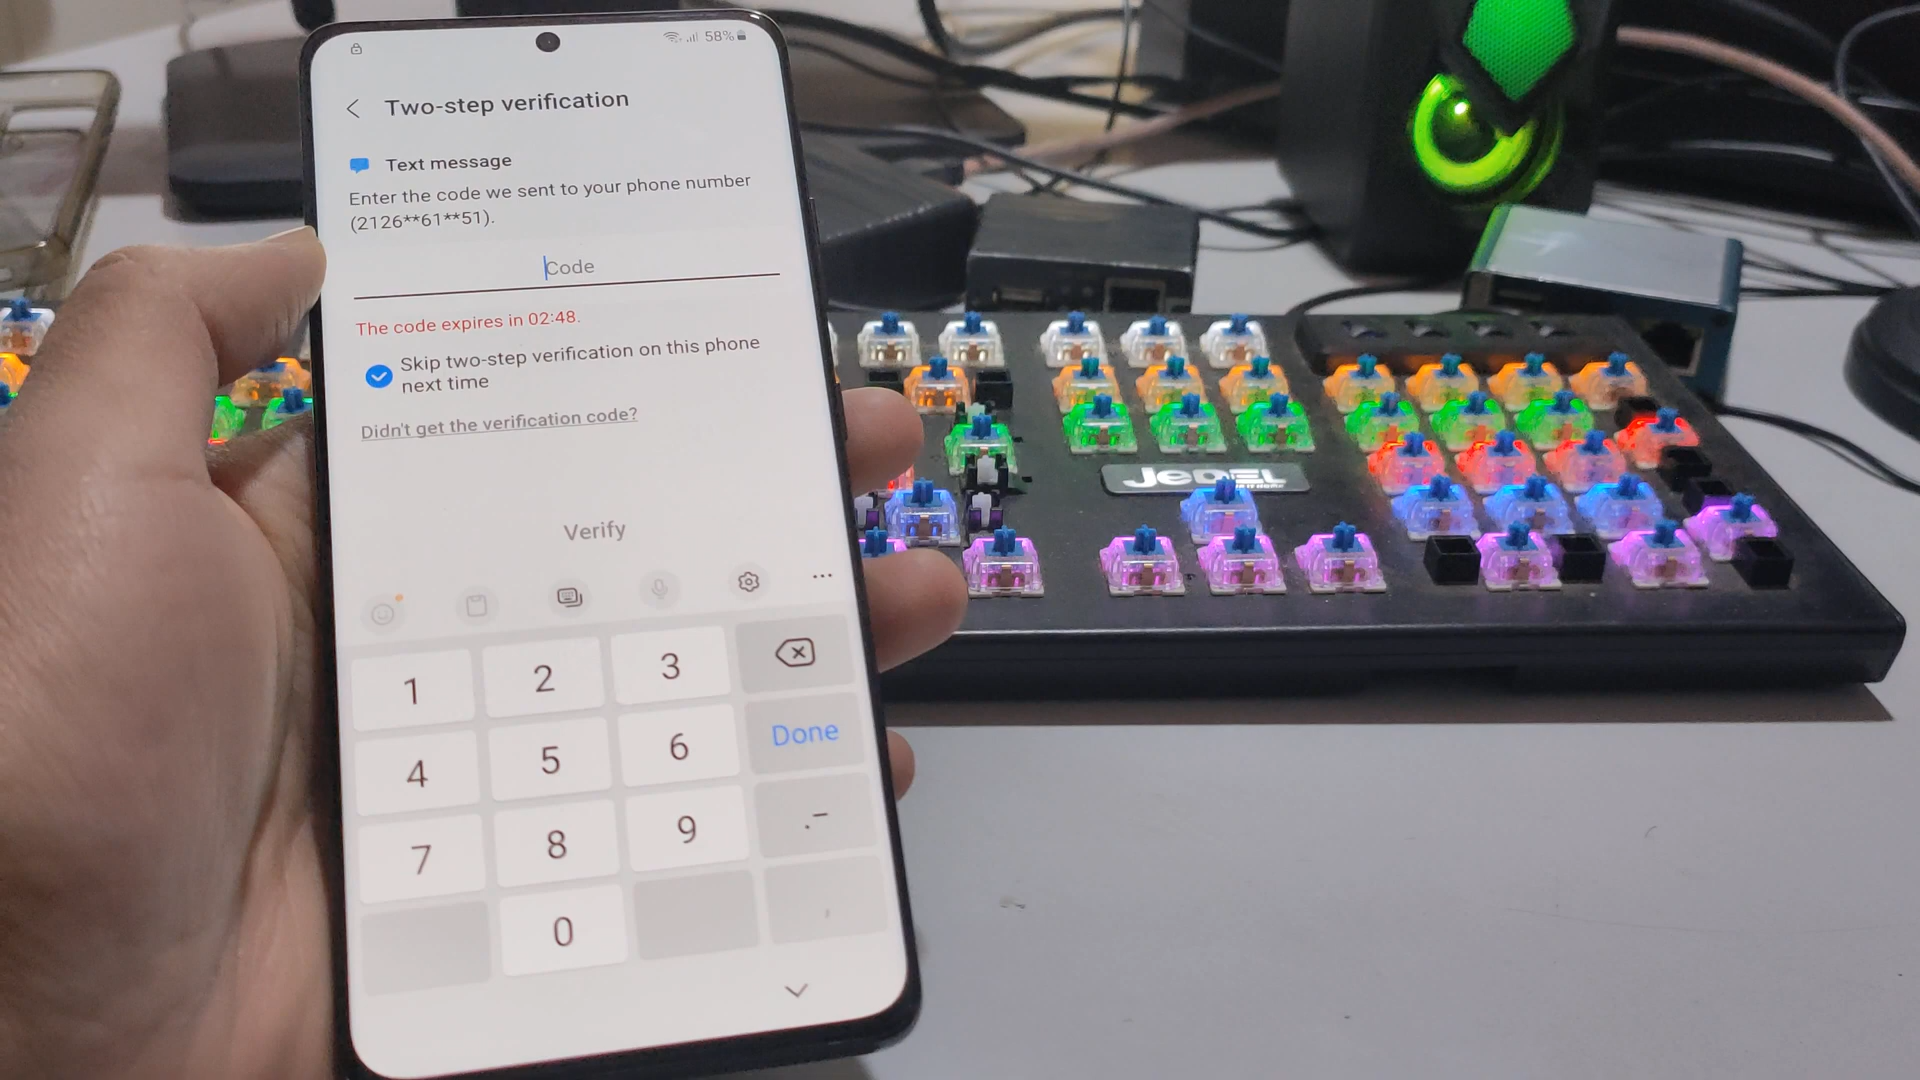 58%
Two-step verification
Text message
Enter the code we sent to your phone number
(2126**61**51).
Code
The code expires in 02:48.
Skip two-step verification on this phone
next time
Didn't get the verification code?
Verify
1 2 3
4 5 6 Done
7 8 9 .-
0 ,
JEDEL